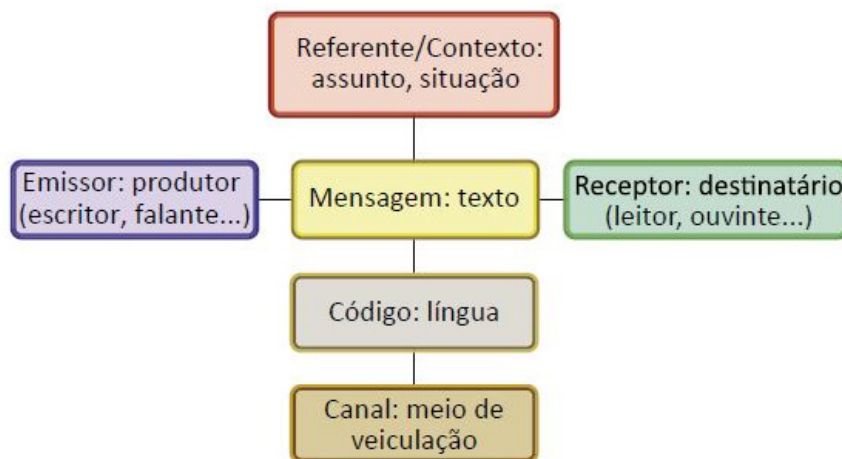 Referente/Contexto:
assunto, situação
Emissor: produtor
(escritor, falante...)
Mensagem: texto
Receptor: destinatário
(leitor, ouvinte...)
Código: língua
Canal: meio de
veiculação